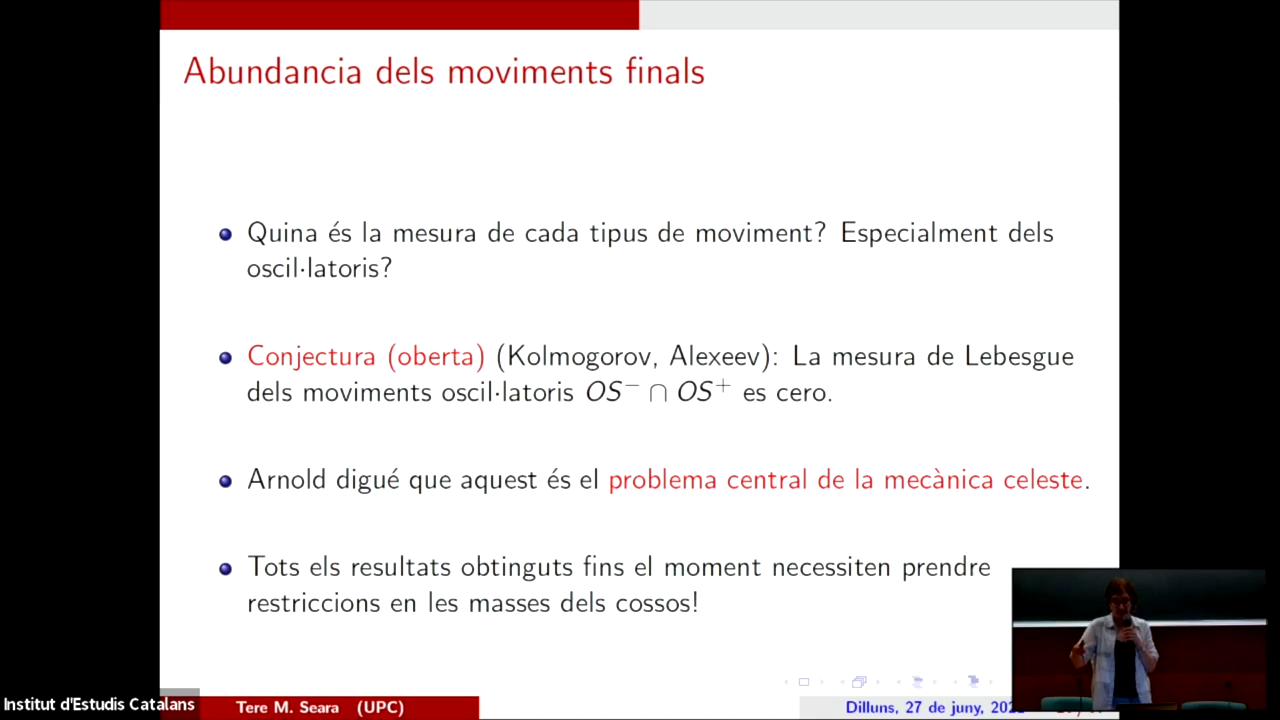 Abundancia dels moviments finals
Quina és la mesura de cada tipus de moviment? Especialment dels
oscil·latoris?
Conjectura (oberta) (Kolmogorov, Alexeev): La mesura de Lebesgue
dels moviments oscil·latoris OS⁻ ∩ OS⁺ es cero.
Arnold digué que aquest és el problema central de la mecànica celeste.
Tots els resultats obtinguts fins el moment necessiten prendre
restriccions en les masses dels cossos!
Institut d'Estudis Catalans
Tere M. Seara (UPC)
Dilluns, 27 de juny,